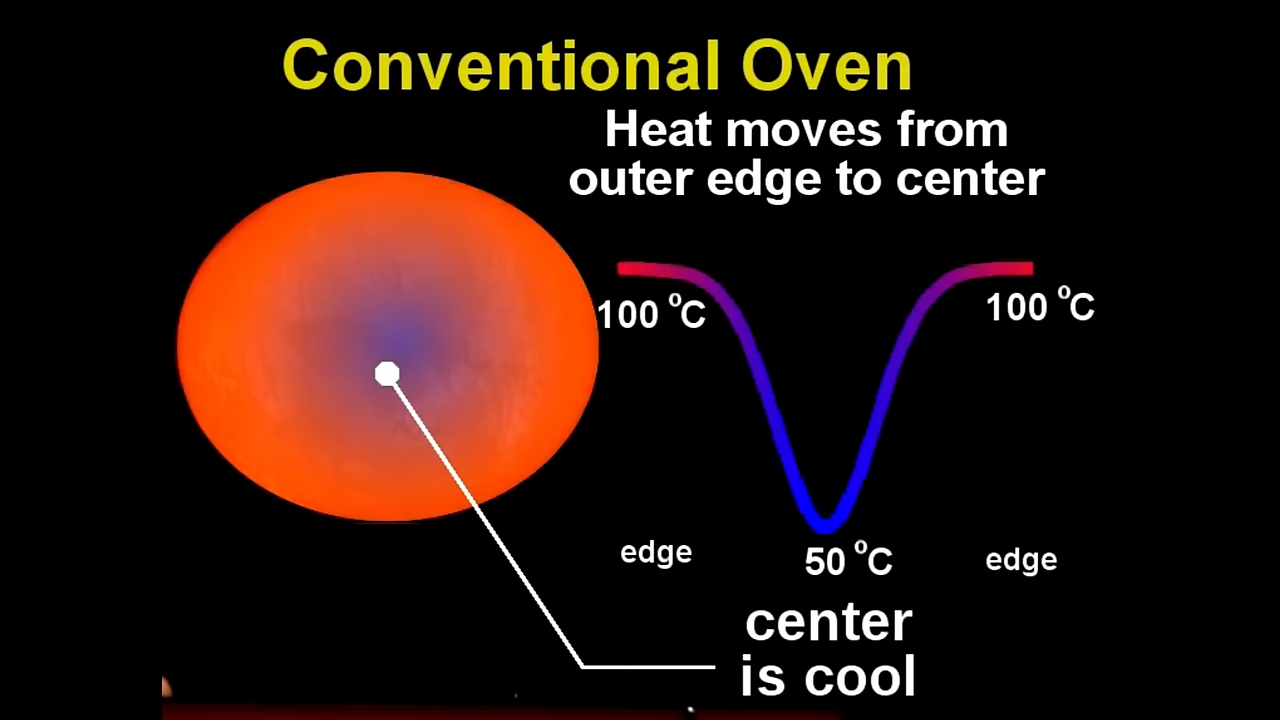 Conventional Oven
Heat moves from
outer edge to center
100 °C
100 °C
edge
50 °C
edge
center
is cool